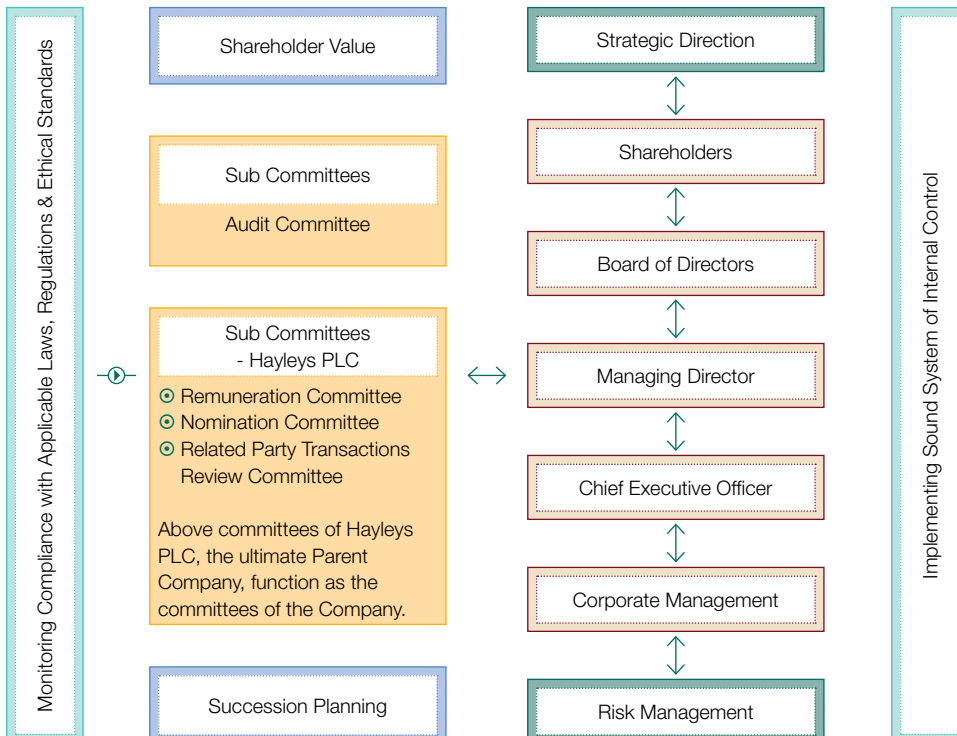 Monitoring Compliance with Applicable Laws, Regulations & Ethical Standards
Shareholder Value
Sub Committees
Audit Committee
Sub Committees
- Hayleys PLC
Remuneration Committee
Nomination Committee
Related Party Transactions
Review Committee
Above committees of Hayleys
PLC, the ultimate Parent
Company, function as the
committees of the Company.
Succession Planning
Strategic Direction
Shareholders
Board of Directors
Managing Director
Chief Executive Officer
Corporate Management
Risk Management
Implementing Sound System of Internal Control